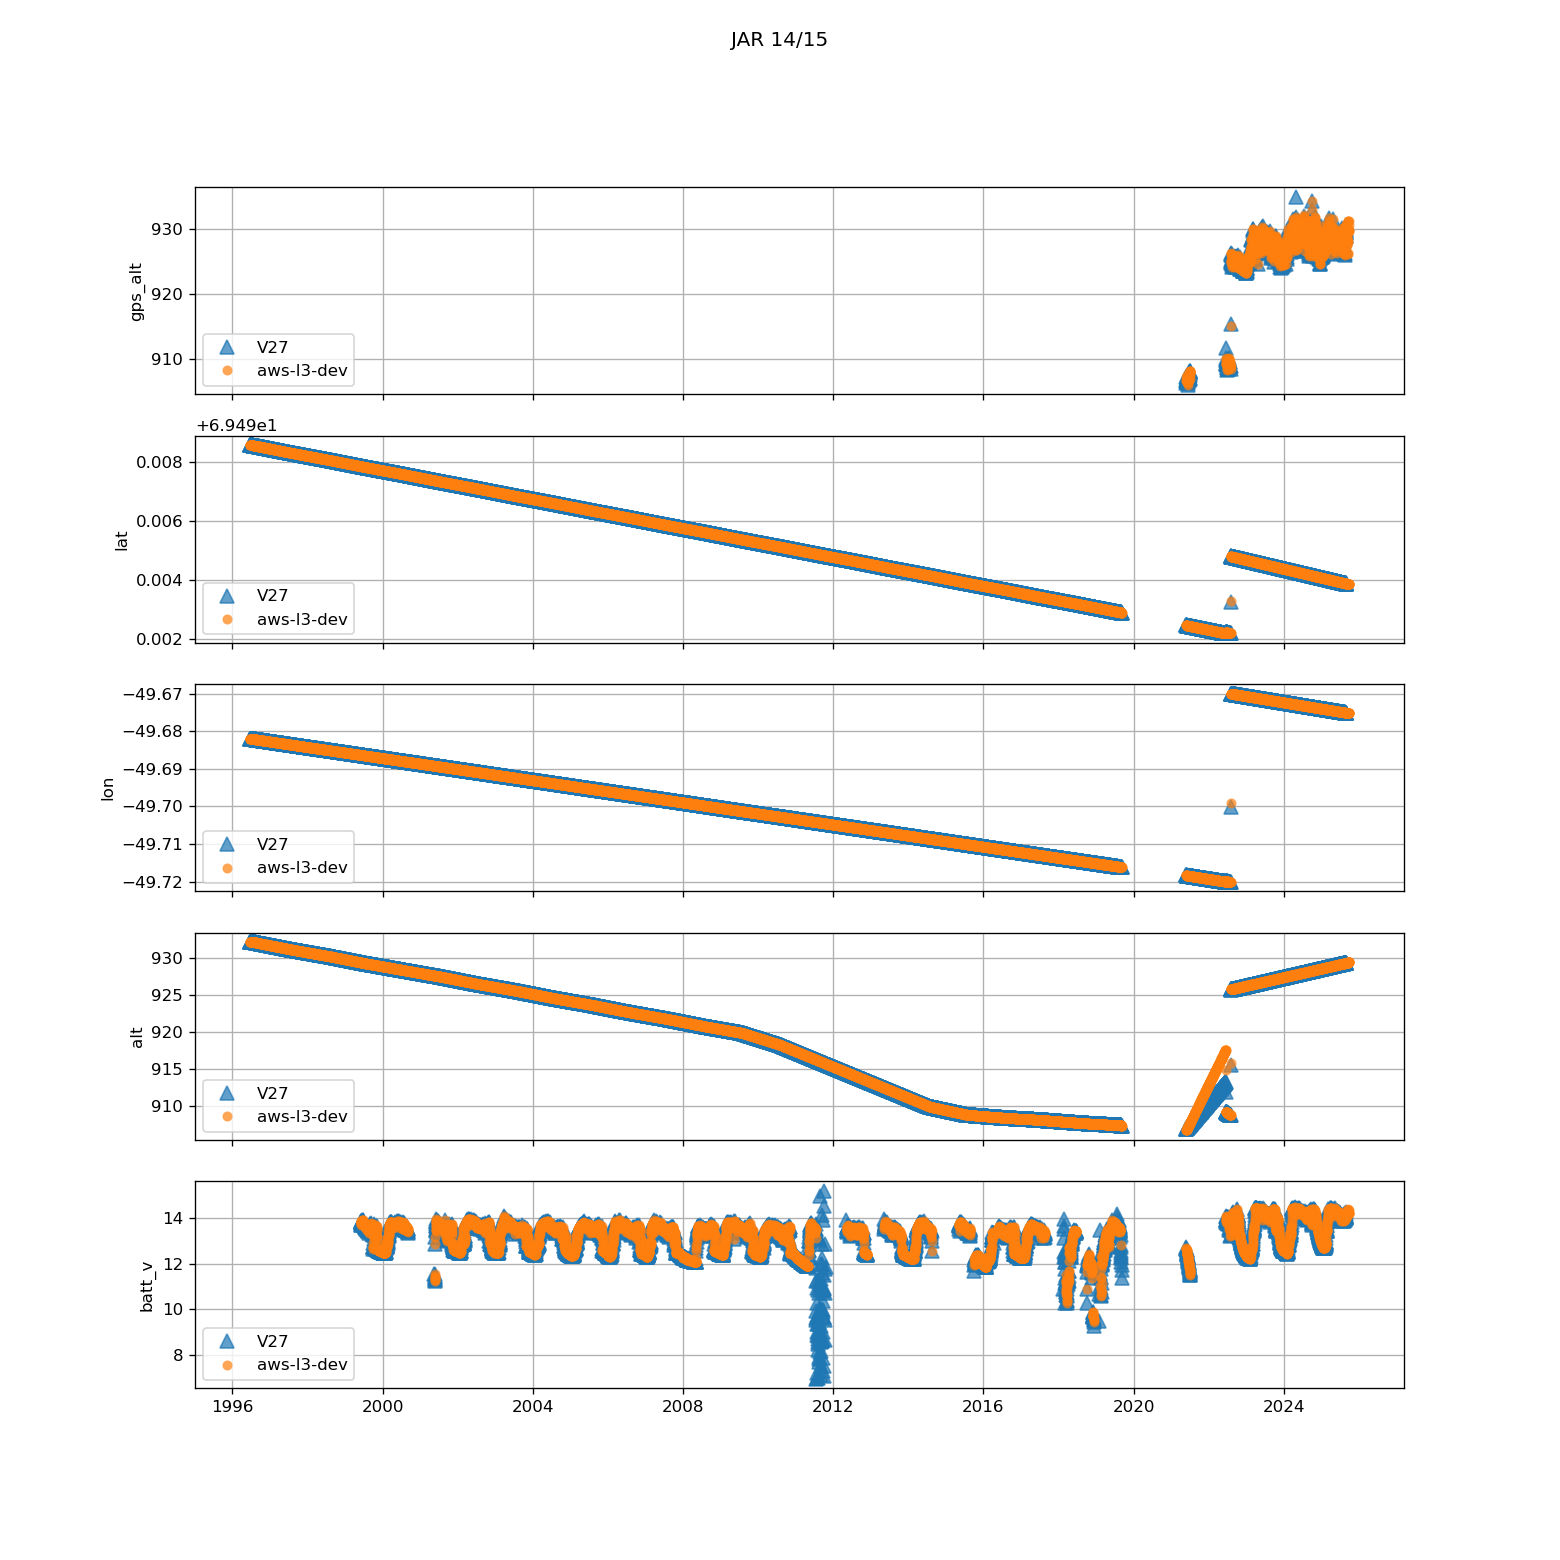 JAR 14/15
930
920
910
gps_alt
V27
aws-l3-dev
+6.949e1
0.008
0.006
0.004
0.002
lat
V27
aws-l3-dev
−49.67
−49.68
−49.69
−49.70
−49.71
−49.72
lon
V27
aws-l3-dev
930
925
920
915
910
alt
V27
aws-l3-dev
14
12
10
8
batt_v
V27
aws-l3-dev
1996 2000 2004 2008 2012 2016 2020 2024